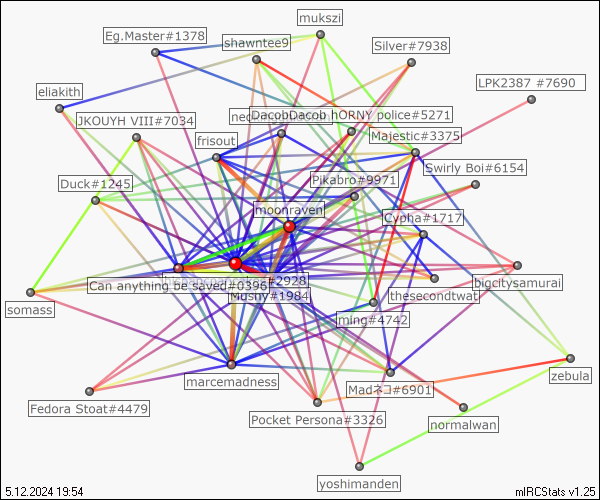 mukszi
Eg.Master#1378
shawntee9
Silver#7938
LPK2387 #7690
eliakith
JKOUYH VIII#7034
DacobDacob hORNY police#5271
frisout
Majestic#3375
Swirly Boi#6154
Duck#1245
Pikabro#9971
moonraven
Cypha#1717
Can anything be saved#0396
#2928
Mushy#1984
thesecondtwat
bigcitysamurai
somass
ming#4742
marcemadness
Madネコ#6901
zebula
Fedora Stoat#4479
Pocket Persona#3326
normalwan
yoshimanden
5.12.2024 19:54
mIRCStats v1.25